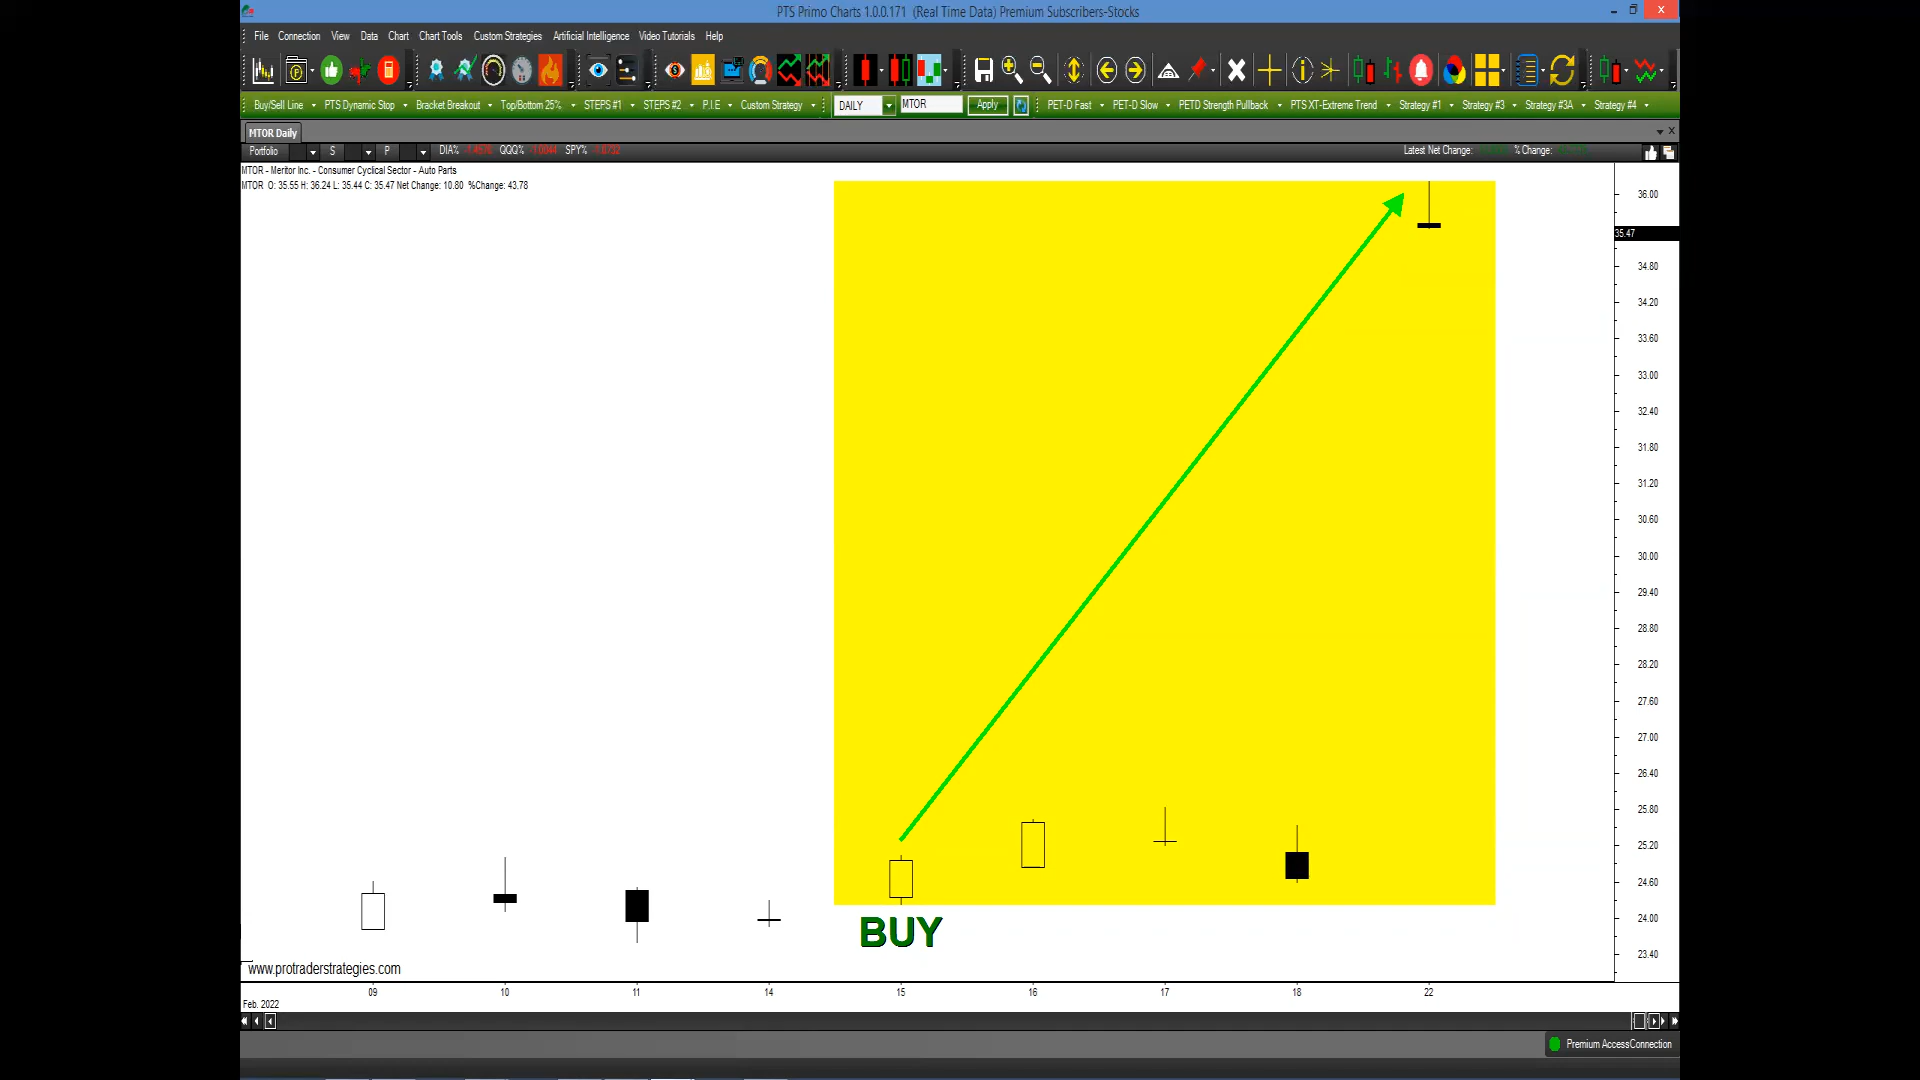 PTS Primo Charts 1.0.0.171 (Real Time Data) Premium Subscribers-Stocks
File Connection View Data Chart Chart Tools Custom Strategies Artificial Intelligence Video Tutorials Help
Buy/Sell Line PTS Dynamic Stop Bracket Breakout Top/Bottom 25% STEPS #1 STEPS #2 P.I.E Custom Strategy DAILY MTOR Apply PET-D Fast PET-D Slow PETD Strength Pullback PTS XT-Extreme Trend Strategy #1 Strategy #3 Strategy #3A Strategy #4
MTOR Daily
Portfolio S P DIA% QQQ% SPY% Latest Net Change: % Change:
MTOR - Meritor Inc. - Consumer Cyclical Sector - Auto Parts
MTOR O: 35.55 H: 36.24 L: 35.44 C: 35.47 Net Change: 10.80 %Change: 43.78
36.00
35.47
34.80
34.20
33.60
33.00
32.40
31.80
31.20
30.60
30.00
29.40
28.80
28.20
27.60
27.00
26.40
25.80
25.20
24.60
24.00
23.40
BUY
www.protraderstrategies.com
09 10 11 14 15 16 17 18 22
Feb. 2022
Premium AccessConnection